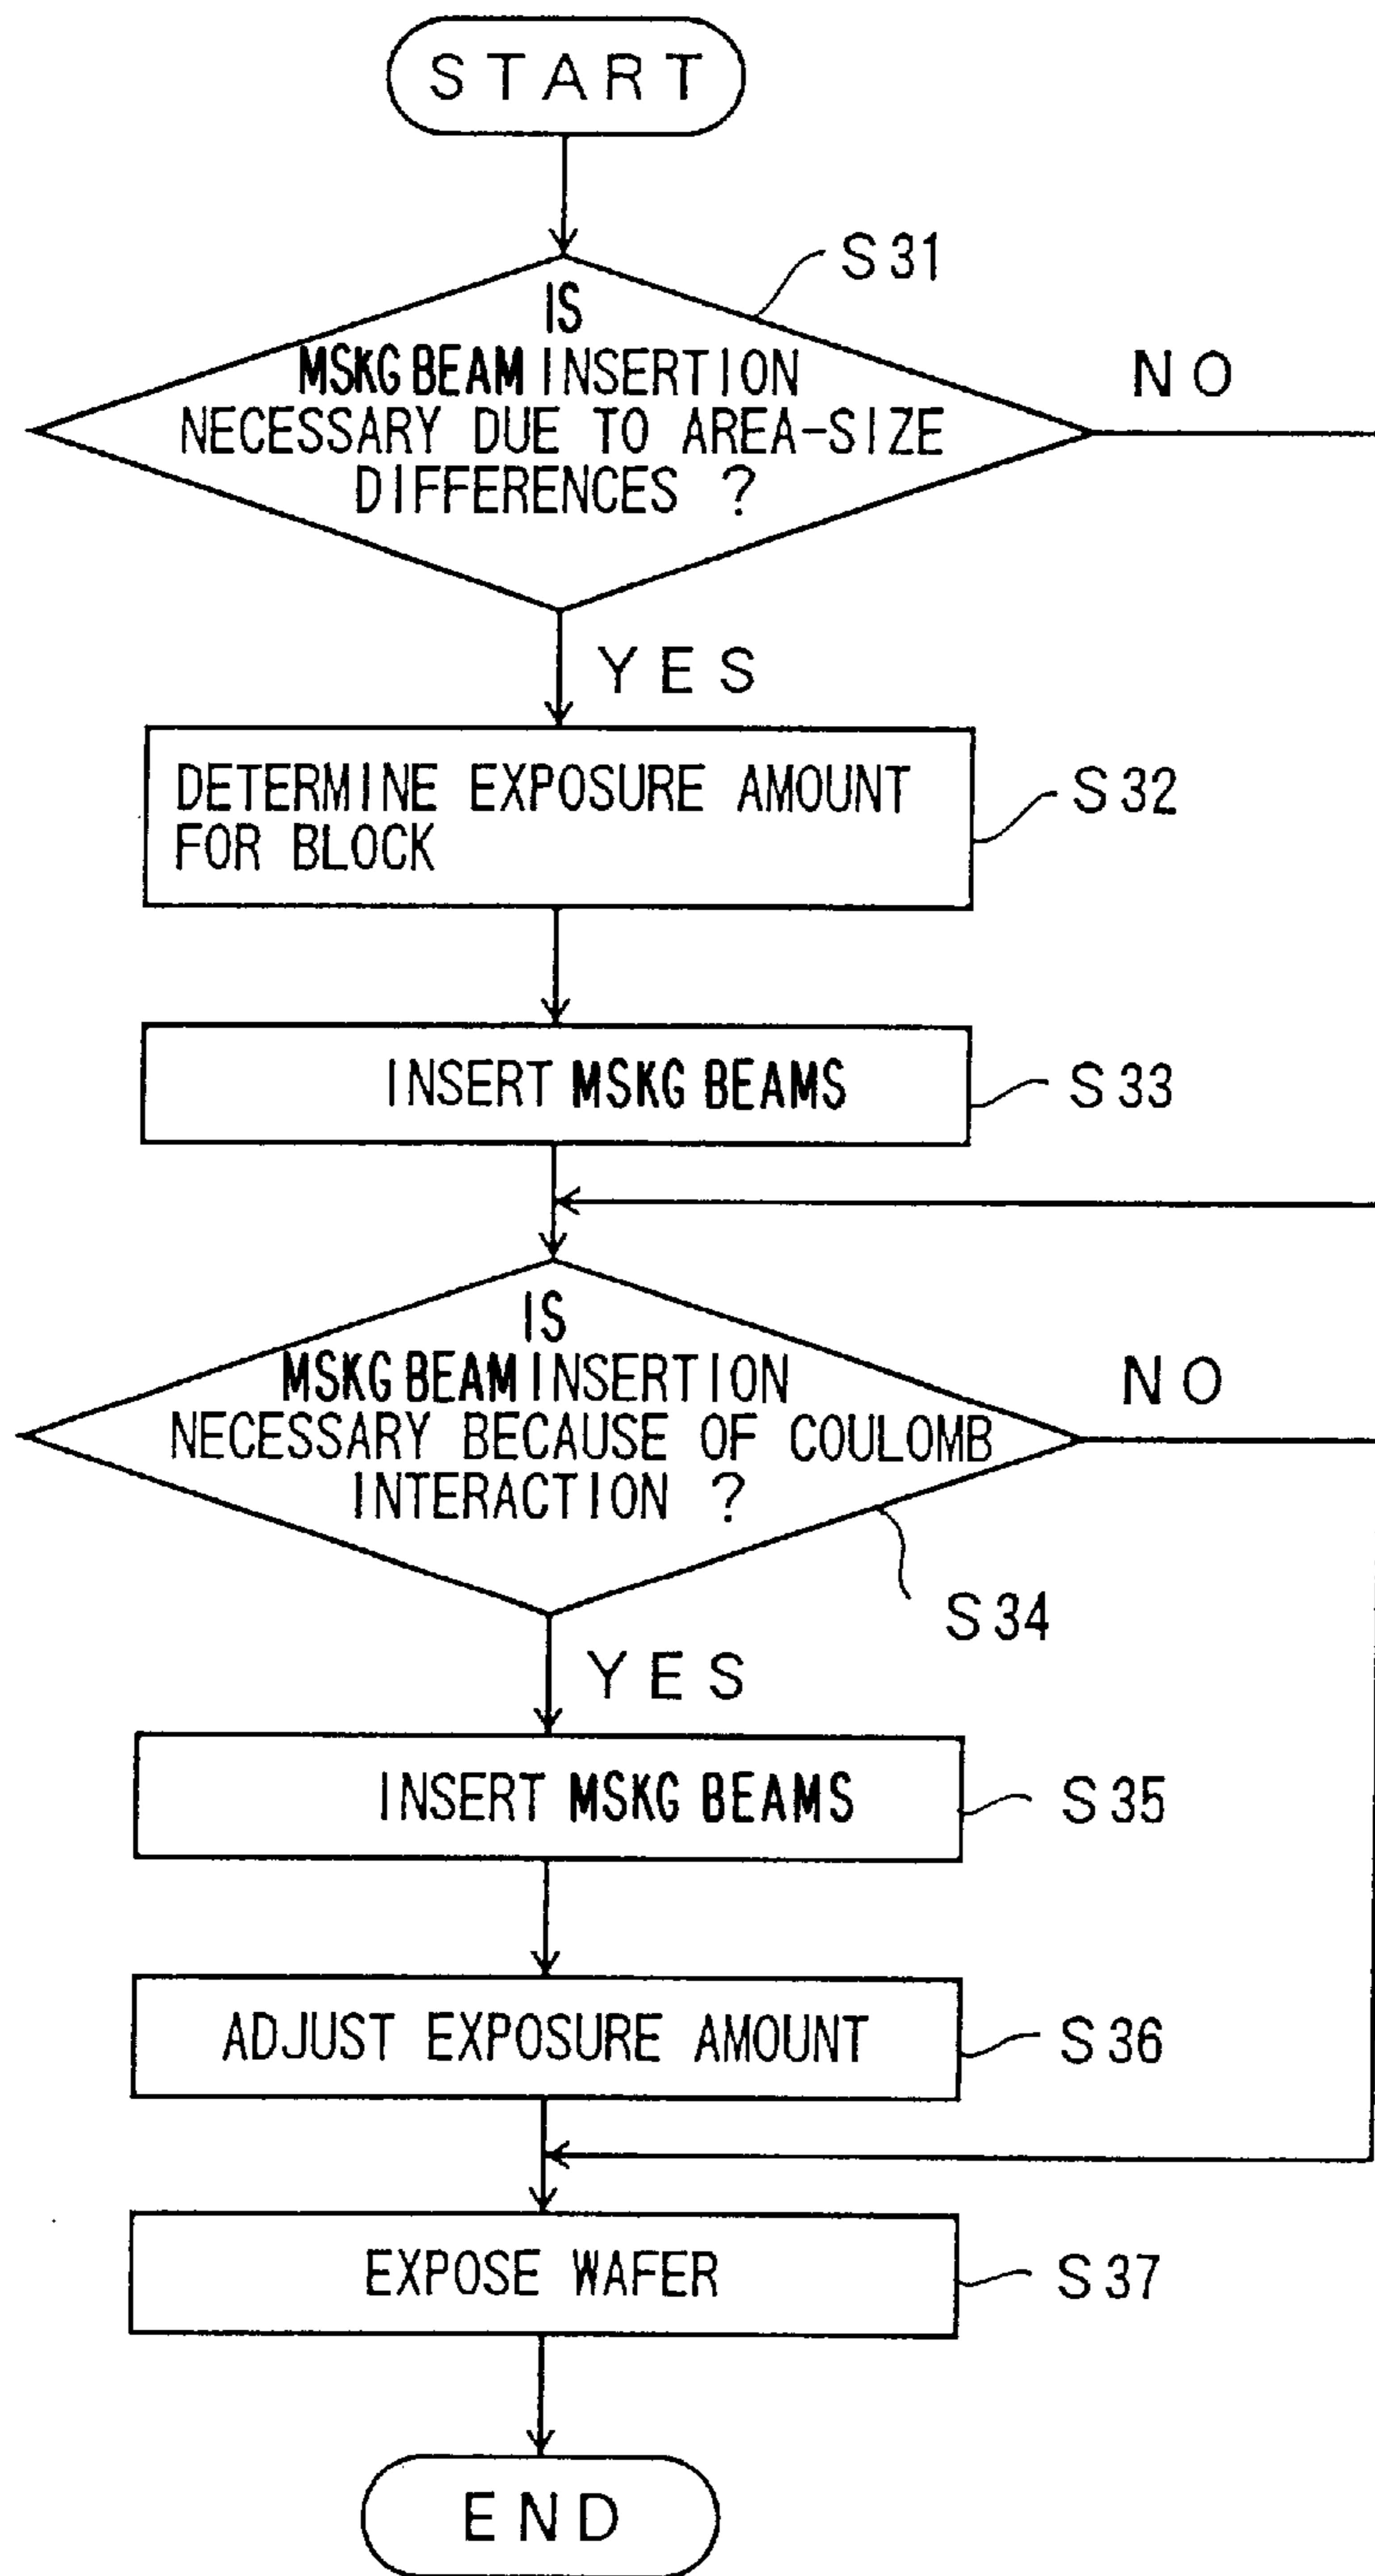 START
S31
IS
MSKG BEAM INSERTION
NECESSARY DUE TO AREA-SIZE
DIFFERENCES ?
NO
YES
DETERMINE EXPOSURE AMOUNT
FOR BLOCK
S32
INSERT MSKG BEAMS
S33
IS
MSKG BEAM INSERTION
NECESSARY BECAUSE OF COULOMB
INTERACTION ?
NO
S34
YES
INSERT MSKG BEAMS
S35
ADJUST EXPOSURE AMOUNT
S36
EXPOSE WAFER
S37
END